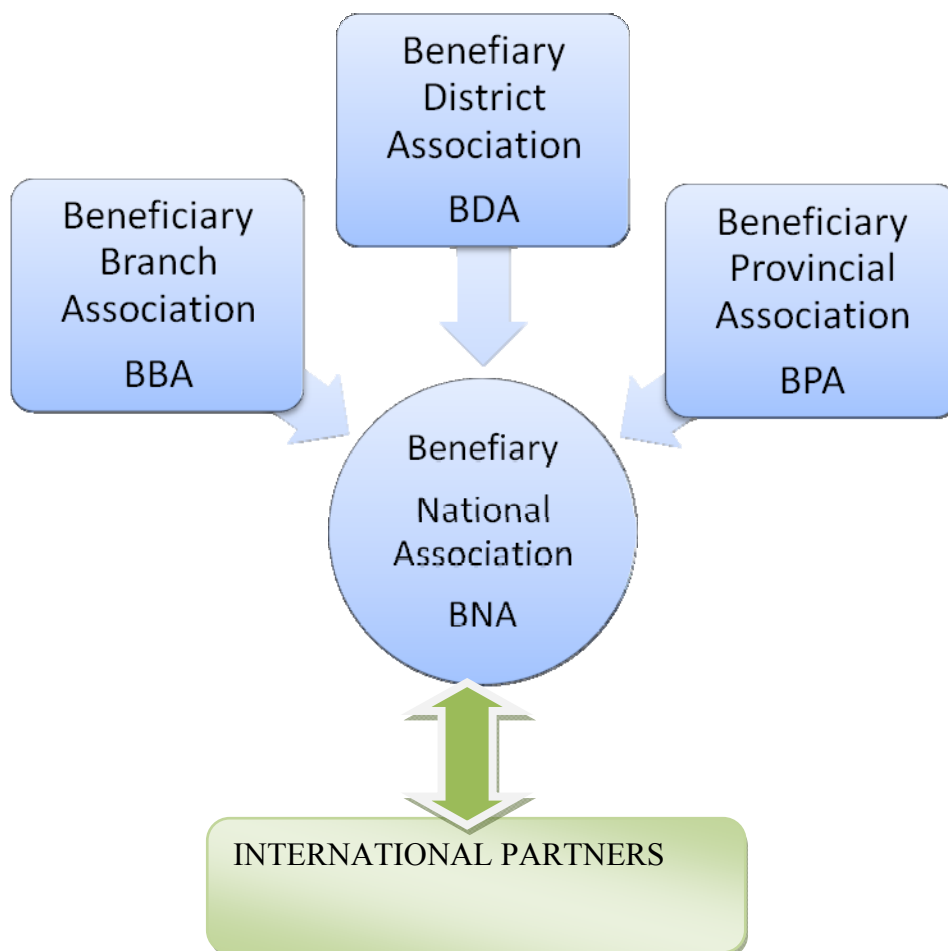 Benefiary
District
Association
BDA
Beneficiary
Branch
Association
BBA
Beneficiary
Provincial
Association
BPA
Benefiary
National
Association
BNA
INTERNATIONAL PARTNERS